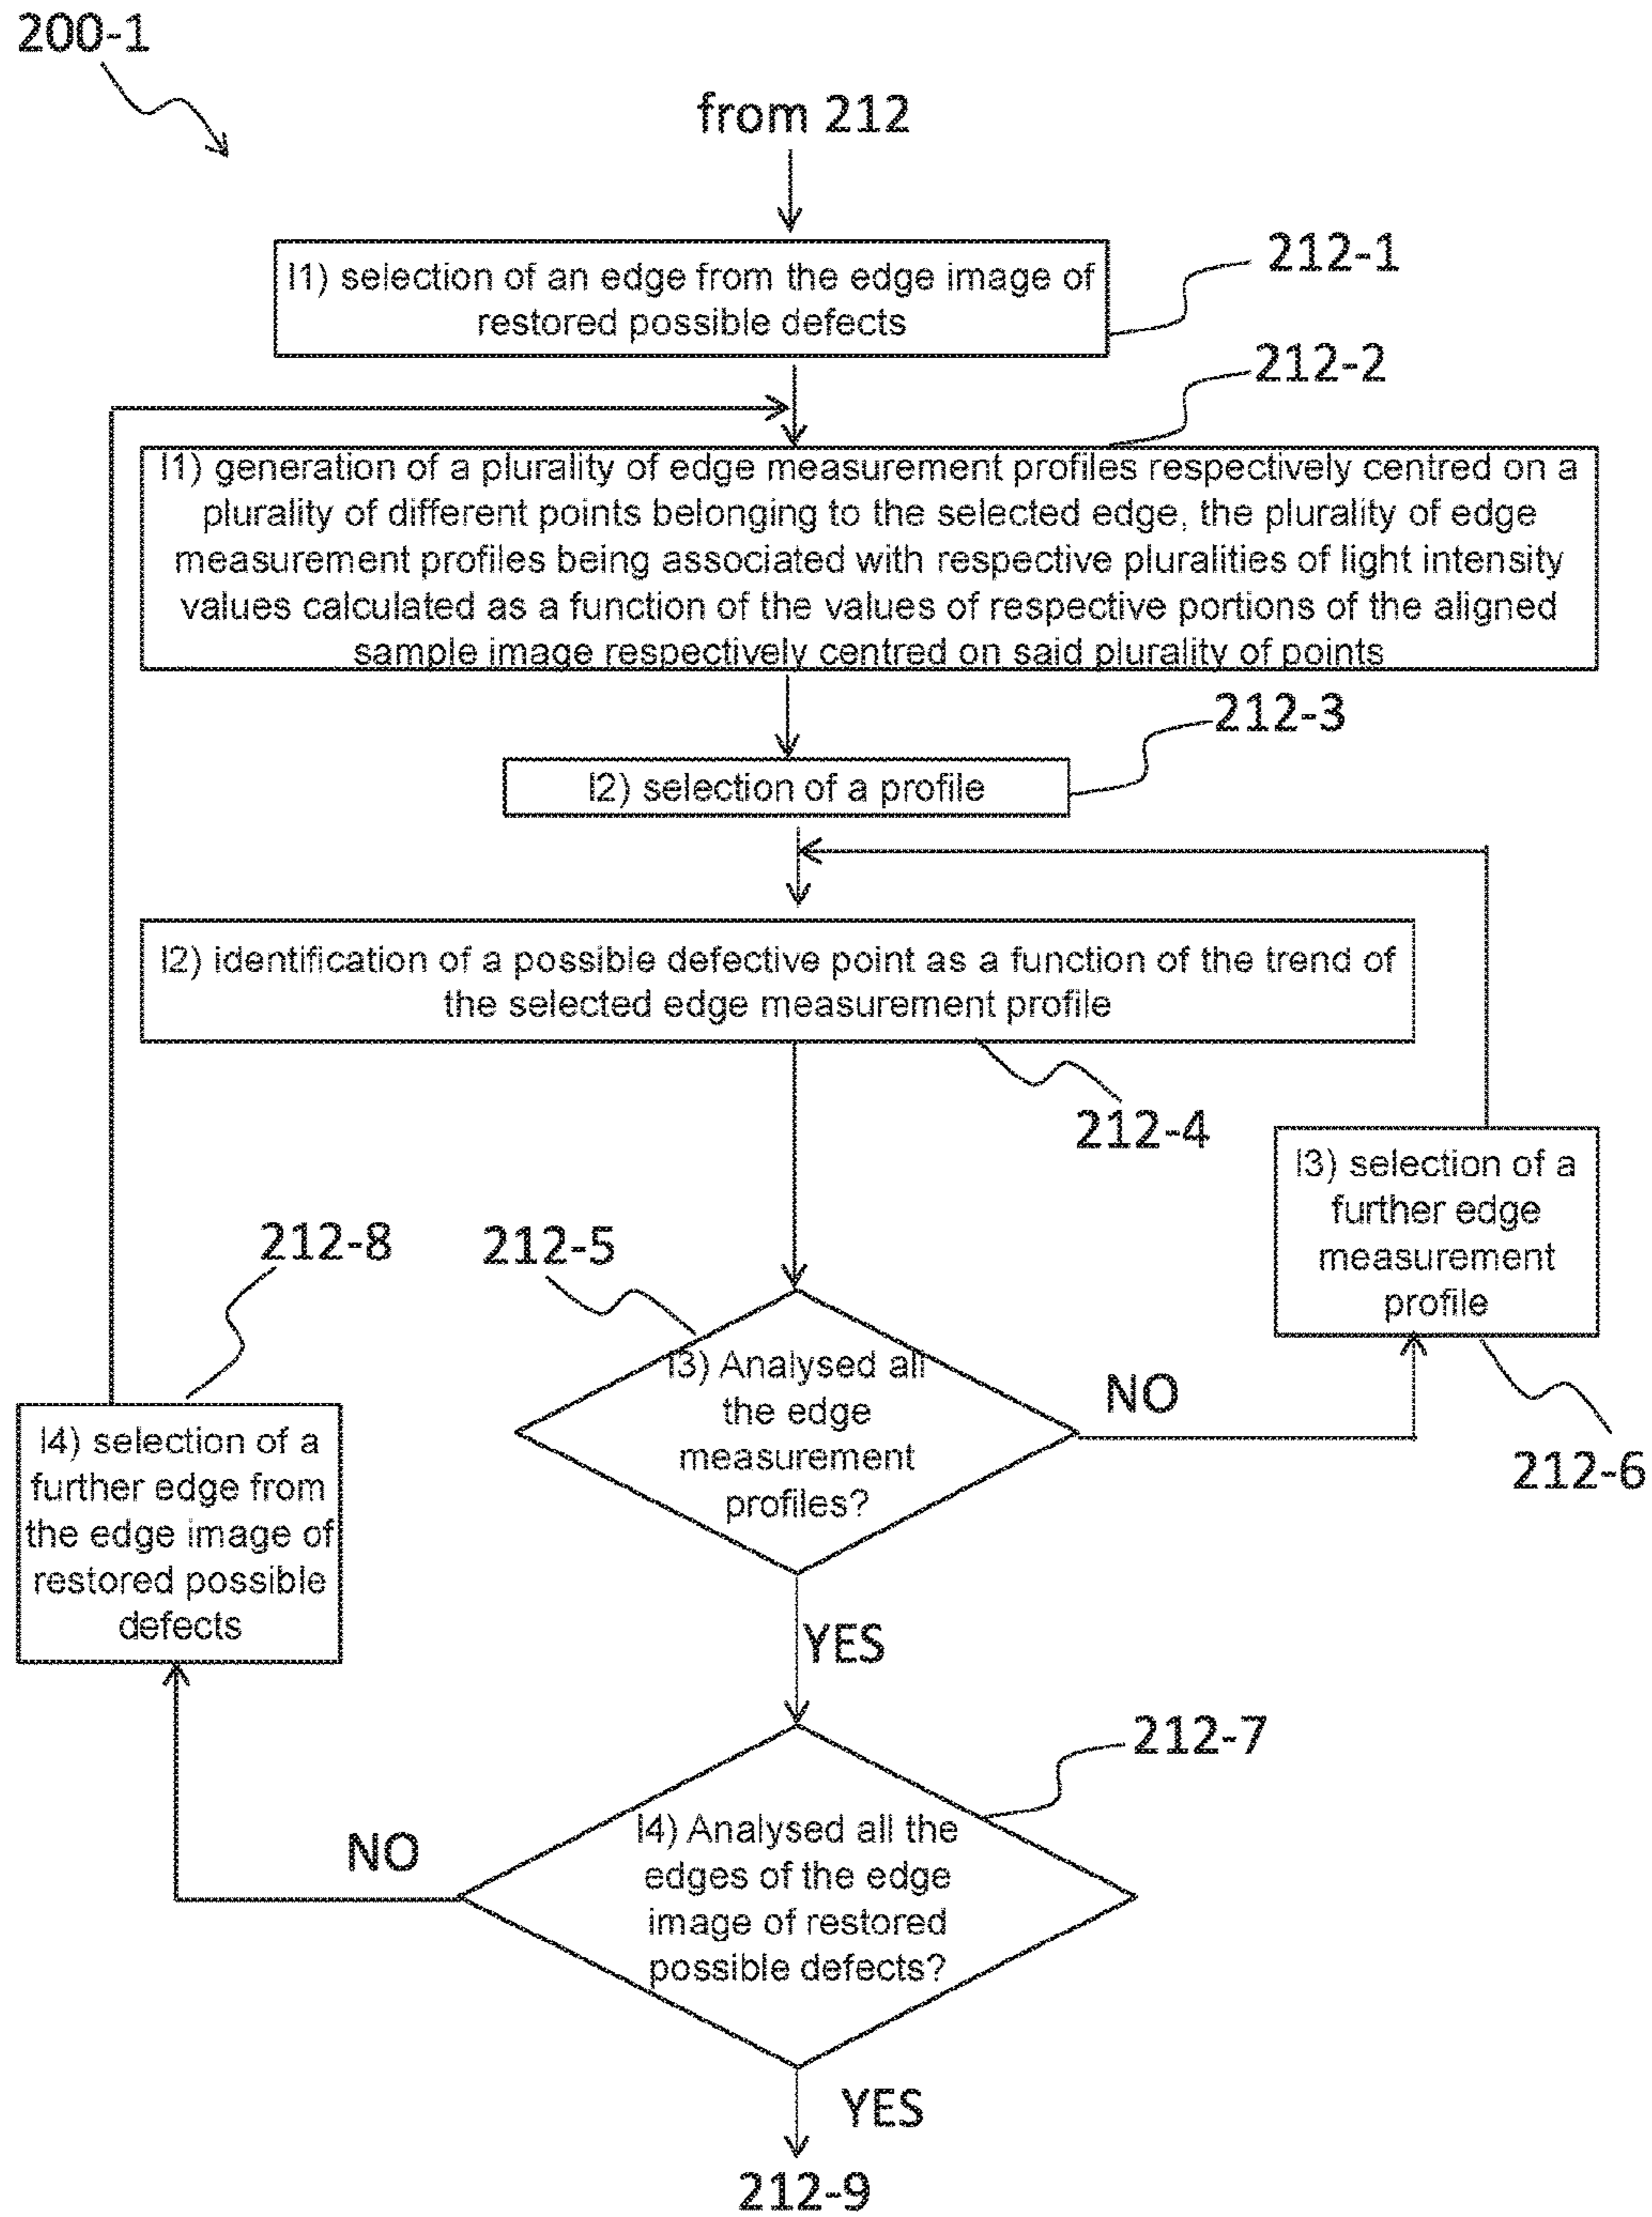 200-1
from 212
I1) selection of an edge from the edge image of
restored possible defects
212-1
212-2
I1) generation of a plurality of edge measurement profiles respectively centred on a
plurality of different points belonging to the selected edge, the plurality of edge
measurement profiles being associated with respective pluralities of light intensity
values calculated as a function of the values of respective portions of the aligned
sample image respectively centred on said plurality of points
212-3
I2) selection of a profile
I2) identification of a possible defective point as a function of the trend of
the selected edge measurement profile
212-4
I3) selection of a
further edge
measurement
profile
212-8
212-5
I3) Analysed all
the edge
measurement
profiles?
NO
212-6
I4) selection of a
further edge from
the edge image of
restored possible
defects
YES
212-7
I4) Analysed all the
edges of the edge
image of restored
possible defects?
NO
YES
212-9